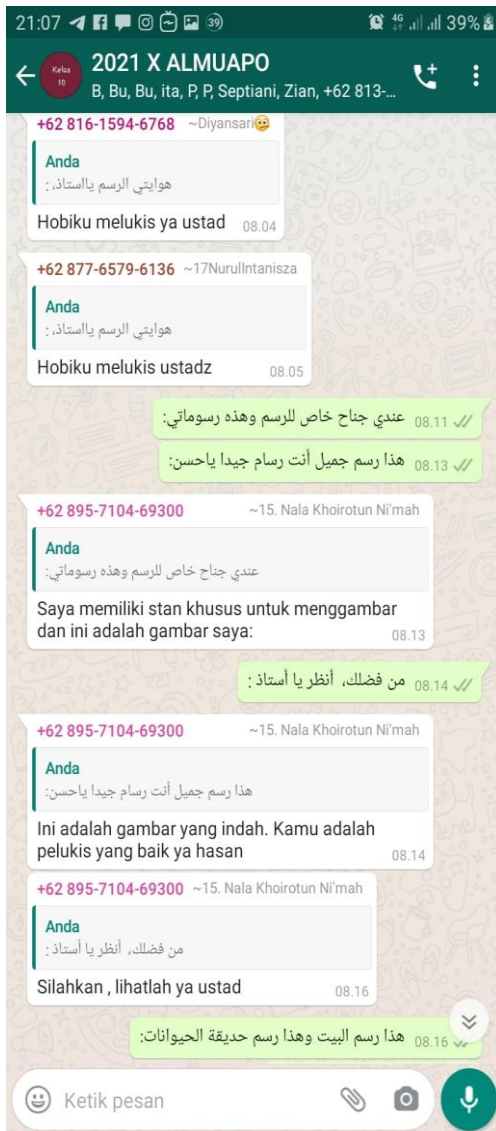 21:07 39 4G 39%
Kelas
10
2021 X ALMUAPO
B, Bu, Bu, ita, P, P, Septiani, Zian, +62 813-...
+62 816-1594-6768 ~Diyansari🤕
Anda
هوايتي الرسم يااستاذ، :
Hobiku melukis ya ustad 08.04
+62 877-6579-6136 ~17NurulIntanisza
Anda
هوايتي الرسم يااستاذ، :
Hobiku melukis ustadz 08.05
عندي جناح خاص للرسم وهذه رسوماتي: 08.11
هذا رسم جميل أنت رسام جيدا ياحسن: 08.13
+62 895-7104-69300 ~15. Nala Khoirotun Ni'mah
Anda
عندي جناح خاص للرسم وهذه رسوماتي:
Saya memiliki stan khusus untuk menggambar
dan ini adalah gambar saya: 08.13
من فضلك، أنظر يا أستاذ : 08.14
+62 895-7104-69300 ~15. Nala Khoirotun Ni'mah
Anda
هذا رسم جميل أنت رسام جيدا ياحسن:
Ini adalah gambar yang indah. Kamu adalah
pelukis yang baik ya hasan 08.14
+62 895-7104-69300 ~15. Nala Khoirotun Ni'mah
Anda
من فضلك، أنظر يا أستاذ :
Silahkan , lihatlah ya ustad 08.16
هذا رسم البيت وهذا رسم حديقة الحيوانات: 08.16
Ketik pesan